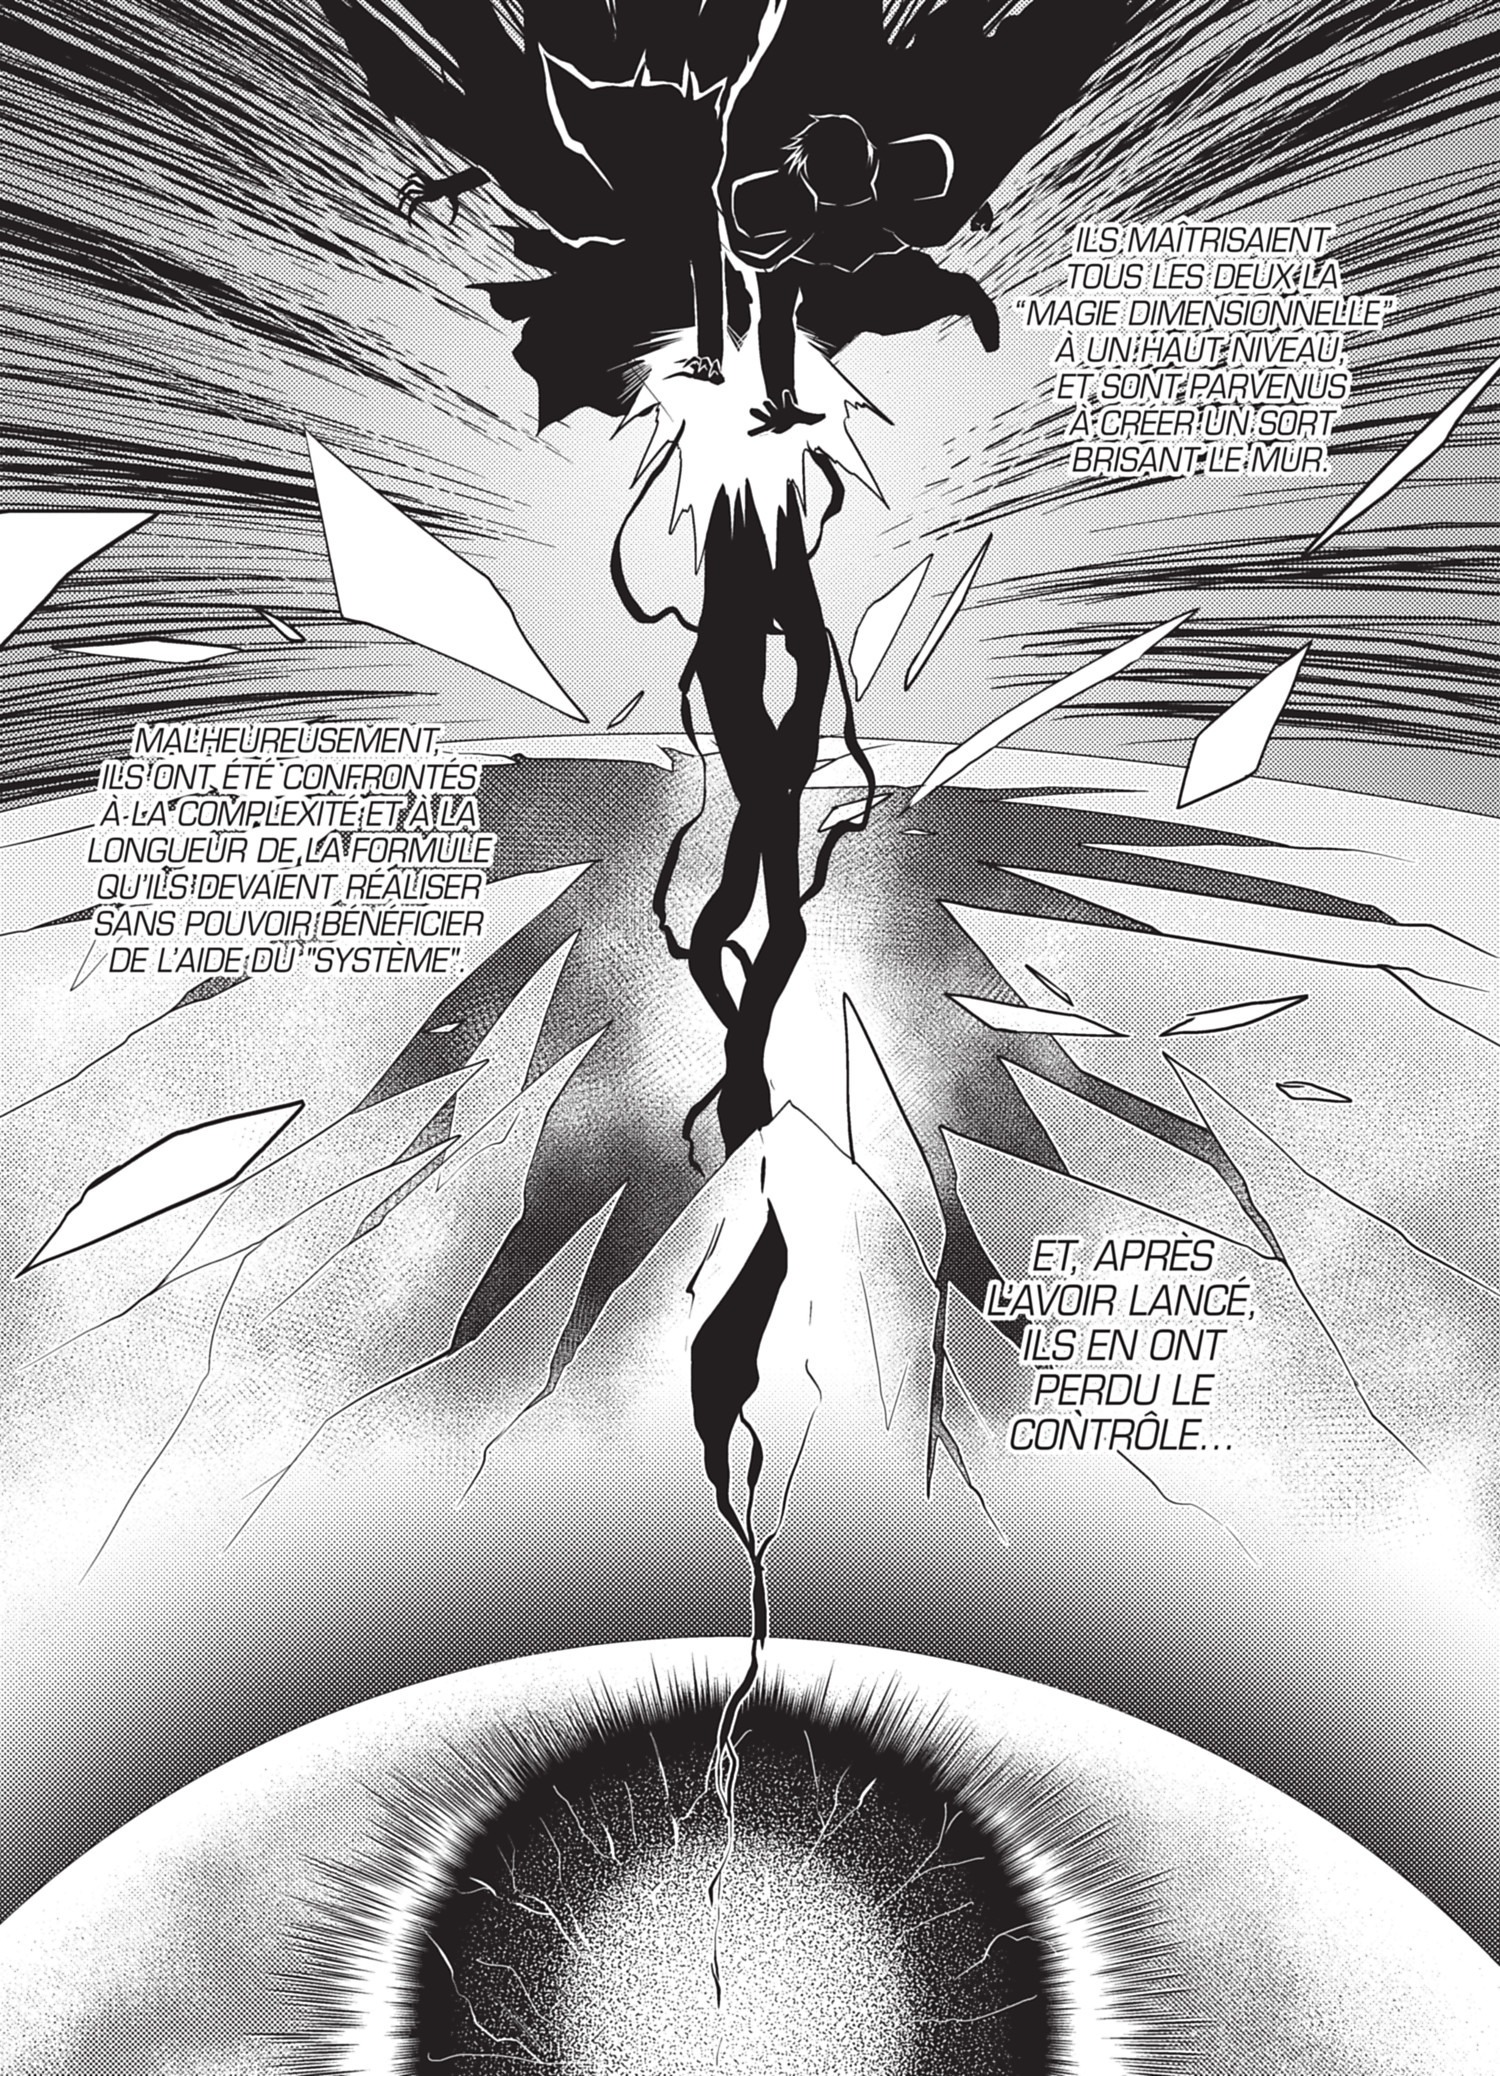 ILS MAÎTRISAIENT
TOUS LES DEUX LA
“MAGIE DIMENSIONNELLE”
À UN HAUT NIVEAU,
ET SONT PARVENUS
À CRÉER UN SORT
BRISANT LE MUR.
MALHEUREUSEMENT,
ILS ONT ÉTÉ CONFRONTÉS
À LA COMPLEXITÉ ET À LA
LONGUEUR DE LA FORMULE
QU'ILS DEVAIENT RÉALISER
SANS POUVOIR BÉNÉFICIER
DE L'AIDE DU "SYSTÈME".
ET, APRÈS
L'AVOIR LANCÉ,
ILS EN ONT
PERDU LE
CONTRÔLE...